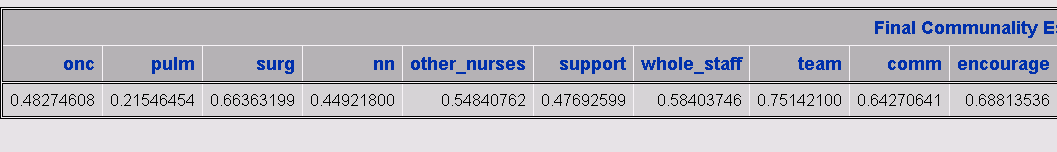 Final Communality Es
onc pulm surg nn other_nurses support whole_staff team comm encourage
0.48274608 0.21546454 0.66363199 0.44921800 0.54840762 0.47692599 0.58403746 0.75142100 0.64270641 0.68813536